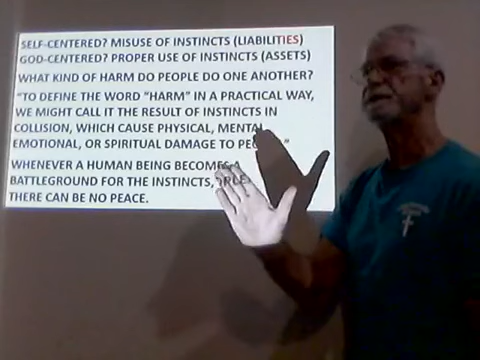 SELF-CENTERED? MISUSE OF INSTINCTS (LIABILITIES)
GOD-CENTERED? PROPER USE OF INSTINCTS (ASSETS)
WHAT KIND OF HARM DO PEOPLE DO ONE ANOTHER?
"TO DEFINE THE WORD "HARM" IN A PRACTICAL WAY,
WE MIGHT CALL IT THE RESULT OF INSTINCTS IN
COLLISION, WHICH CAUSE PHYSICAL, MENTAL,
EMOTIONAL, OR SPIRITUAL DAMAGE TO
WHENEVER A HUMAN BEING BECOMES A
BATTLEGROUND FOR THE INSTINCTS,
THERE CAN BE NO PEACE.